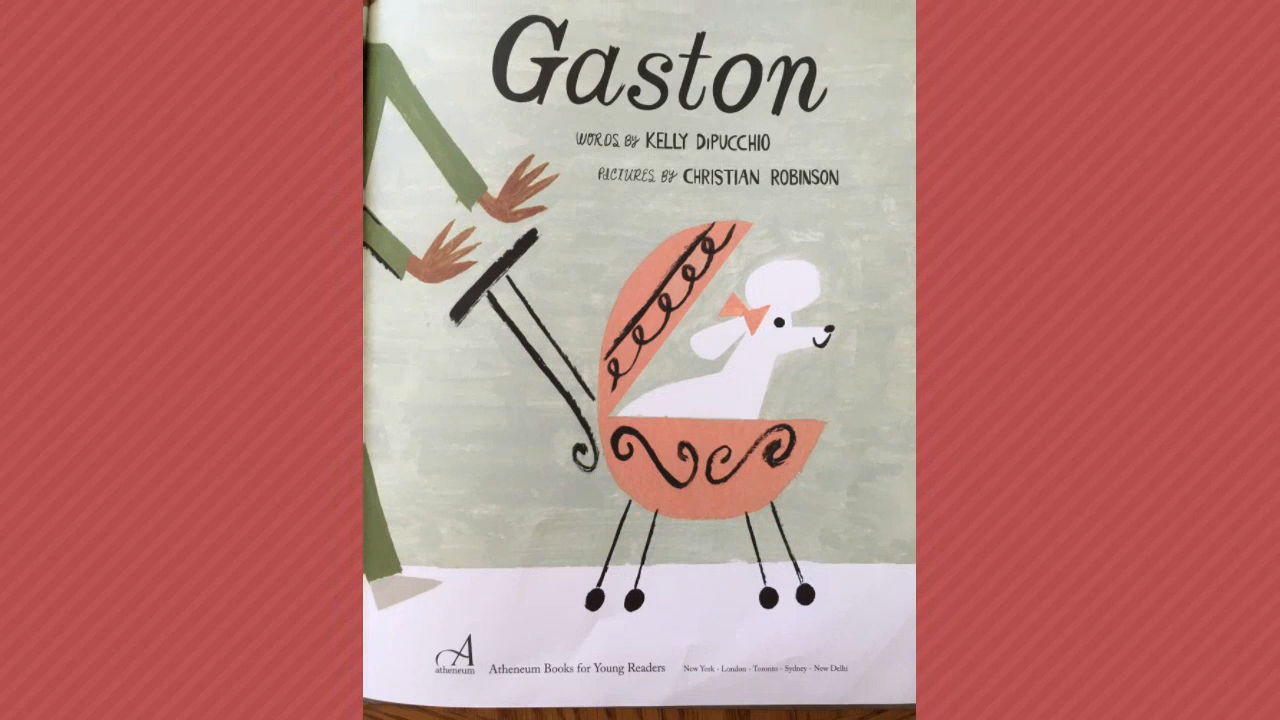 Gaston
WORDS BY KELLY DiPUCCHIO
PICTURES BY CHRISTIAN ROBINSON
A
atheneum
Atheneum Books for Young Readers
New York - London - Toronto - Sydney - New Delhi